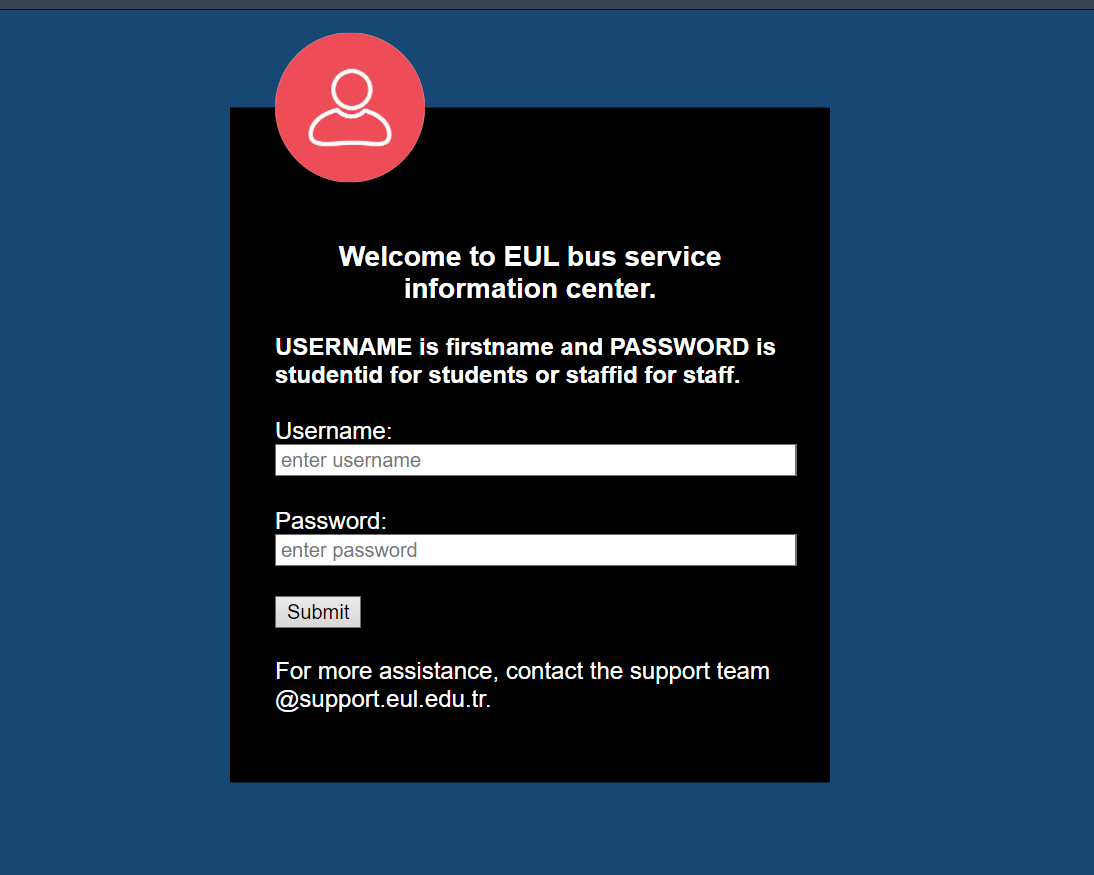 Welcome to EUL bus service
information center.
USERNAME is firstname and PASSWORD is
studentid for students or staffid for staff.
Username:
enter username
Password:
enter password
Submit
For more assistance, contact the support team
@support.eul.edu.tr.